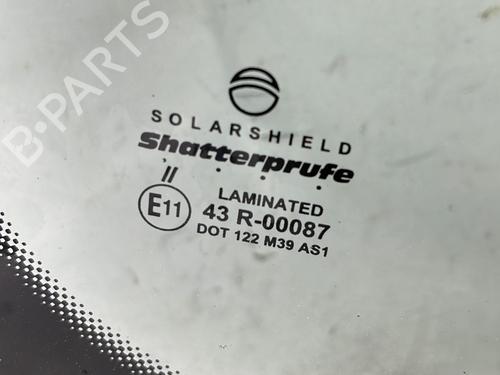 B-PARTS
SOLARSHIELD
Shatterprufe
LAMINATED
E11 43 R-00087
DOT 122 M39 AS1